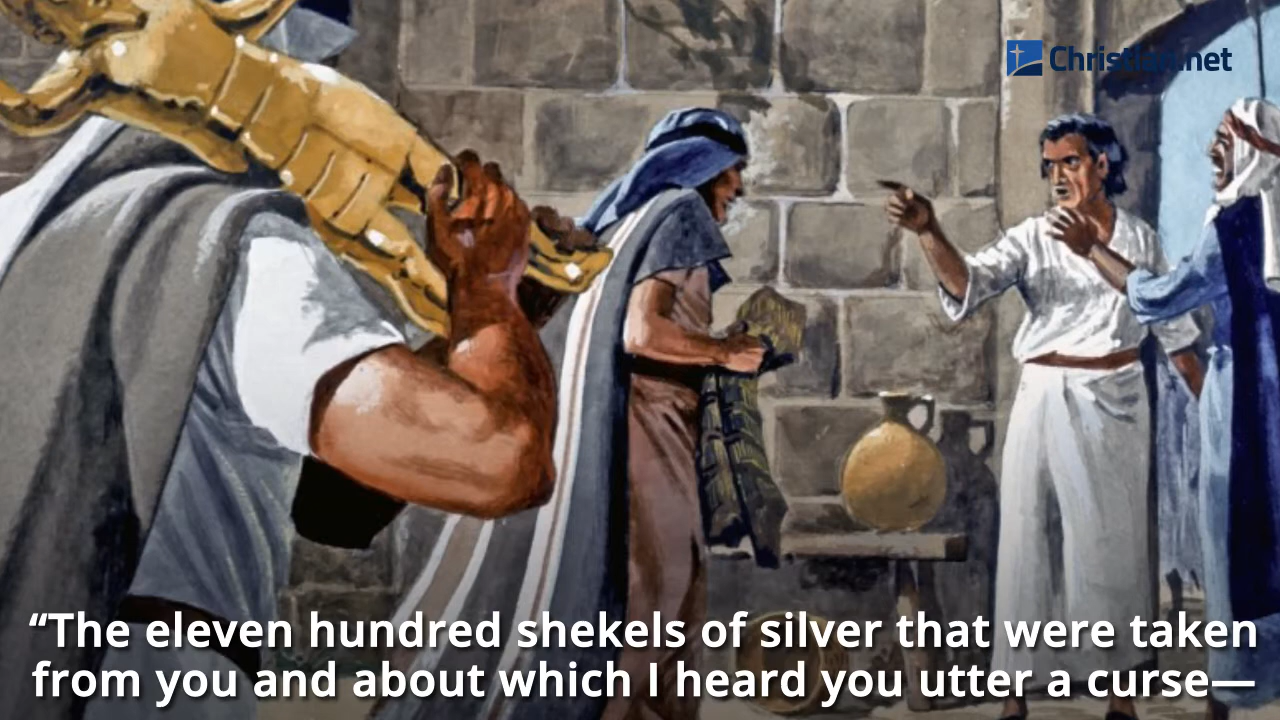 Christian.net
“The eleven hundred shekels of silver that were taken
from you and about which I heard you utter a curse—